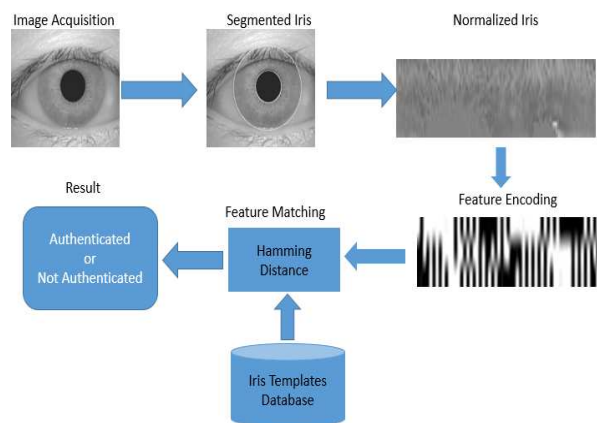 Image Acquisition
Segmented Iris
Normalized Iris
Feature Encoding
Feature Matching
Hamming
Distance
Result
Authenticated
or
Not Authenticated
Iris Templates
Database